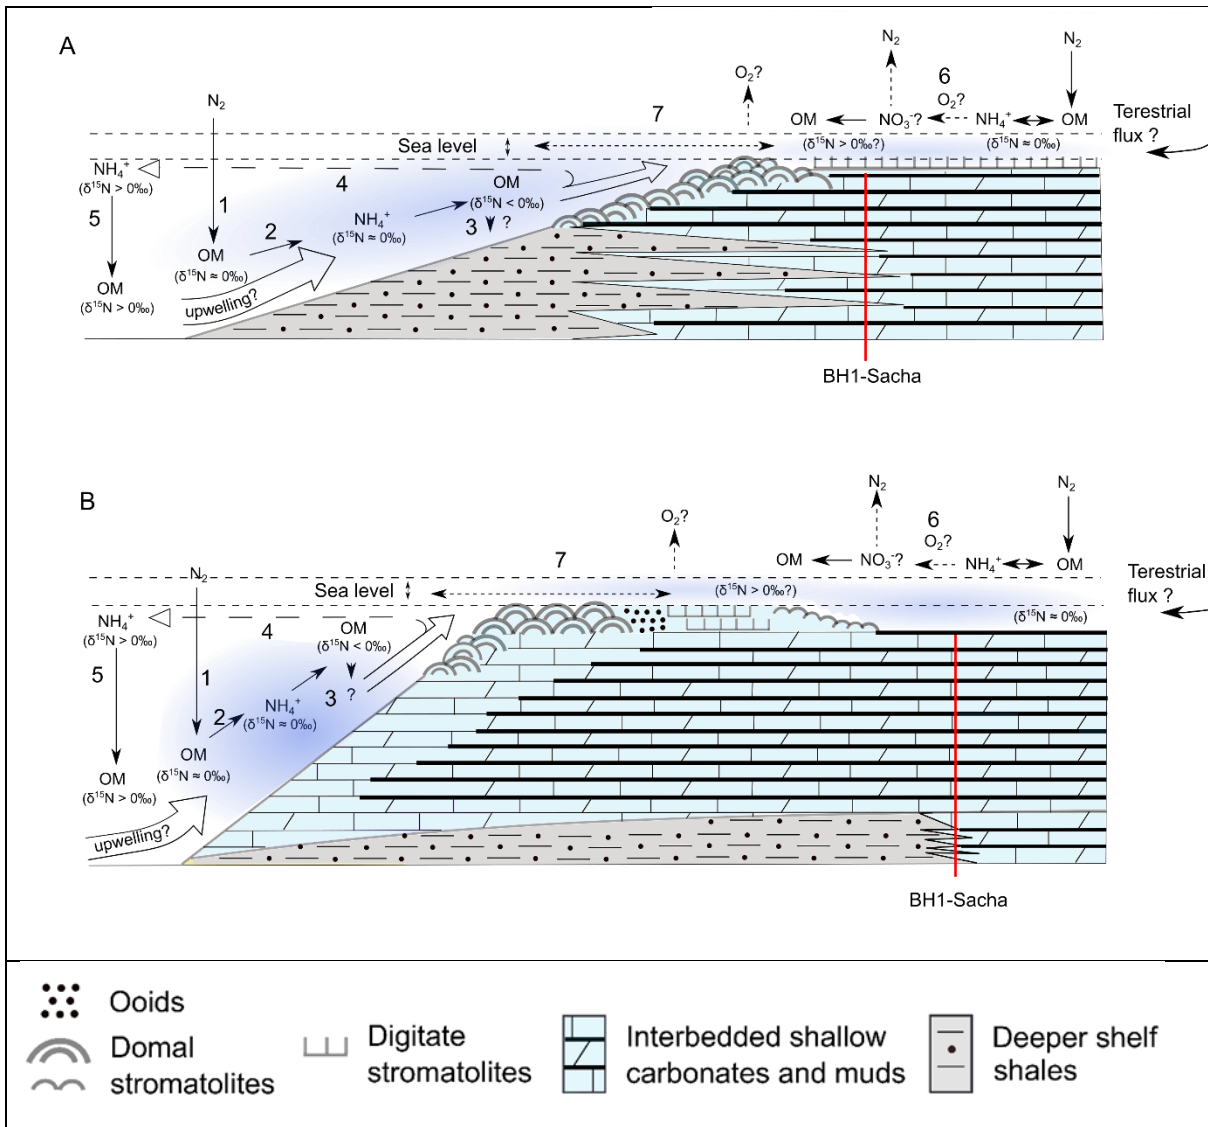 A
N₂
N₂
N₂
O₂?
6
O₂?
7
OM
NO₃⁻?
NH₄⁺
OM
Terestrial
flux ?
(δ¹⁵N > 0‰?)
(δ¹⁵N ≈ 0‰)
Sea level
NH₄⁺
(δ¹⁵N > 0‰)
4
OM
(δ¹⁵N < 0‰)
5
1
2
NH₄⁺
(δ¹⁵N ≈ 0‰)
3
?
OM
(δ¹⁵N ≈ 0‰)
OM
(δ¹⁵N > 0‰)
upwelling?
BH1-Sacha
B
N₂
N₂
O₂?
6
O₂?
7
OM
NO₃⁻?
NH₄⁺
OM
N₂
Terestrial
flux ?
Sea level
(δ¹⁵N > 0‰?)
(δ¹⁵N ≈ 0‰)
NH₄⁺
(δ¹⁵N > 0‰)
4
OM
(δ¹⁵N < 0‰)
5
1
2
NH₄⁺
(δ¹⁵N ≈ 0‰)
3
?
OM
(δ¹⁵N ≈ 0‰)
OM
(δ¹⁵N > 0‰)
upwelling?
BH1-Sacha
Ooids
Domal
stromatolites
Digitate
stromatolites
Interbedded shallow
carbonates and muds
Deeper shelf
shales